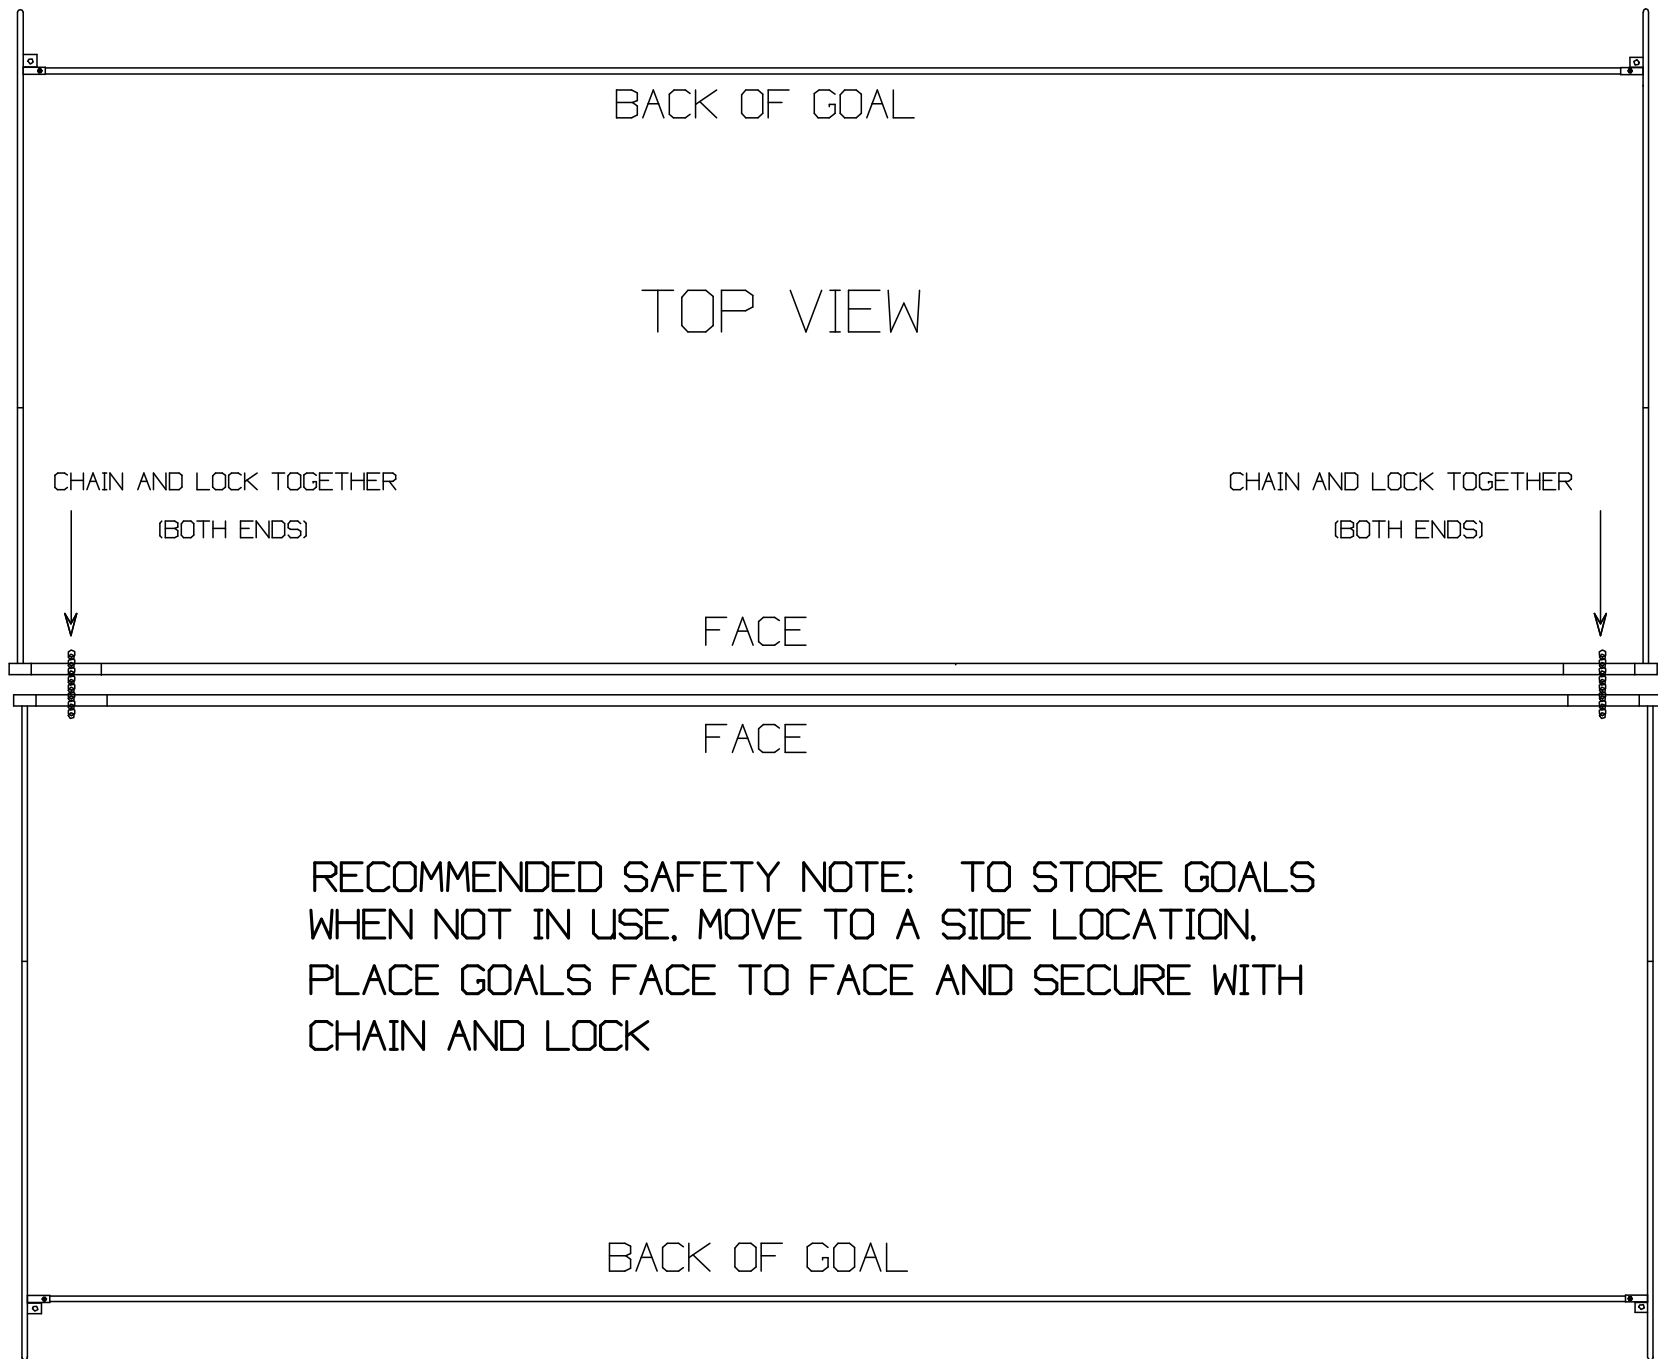 BACK OF GOAL
TOP VIEW
CHAIN AND LOCK TOGETHER
(BOTH ENDS)
CHAIN AND LOCK TOGETHER
(BOTH ENDS)
FACE
FACE
RECOMMENDED SAFETY NOTE: TO STORE GOALS
WHEN NOT IN USE, MOVE TO A SIDE LOCATION,
PLACE GOALS FACE TO FACE AND SECURE WITH
CHAIN AND LOCK
BACK OF GOAL